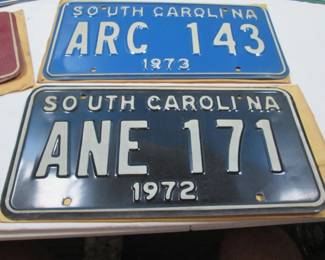 SOUTH CAROLINA
ARC 143
1973
SOUTH CAROLINA
ANE 171
1972